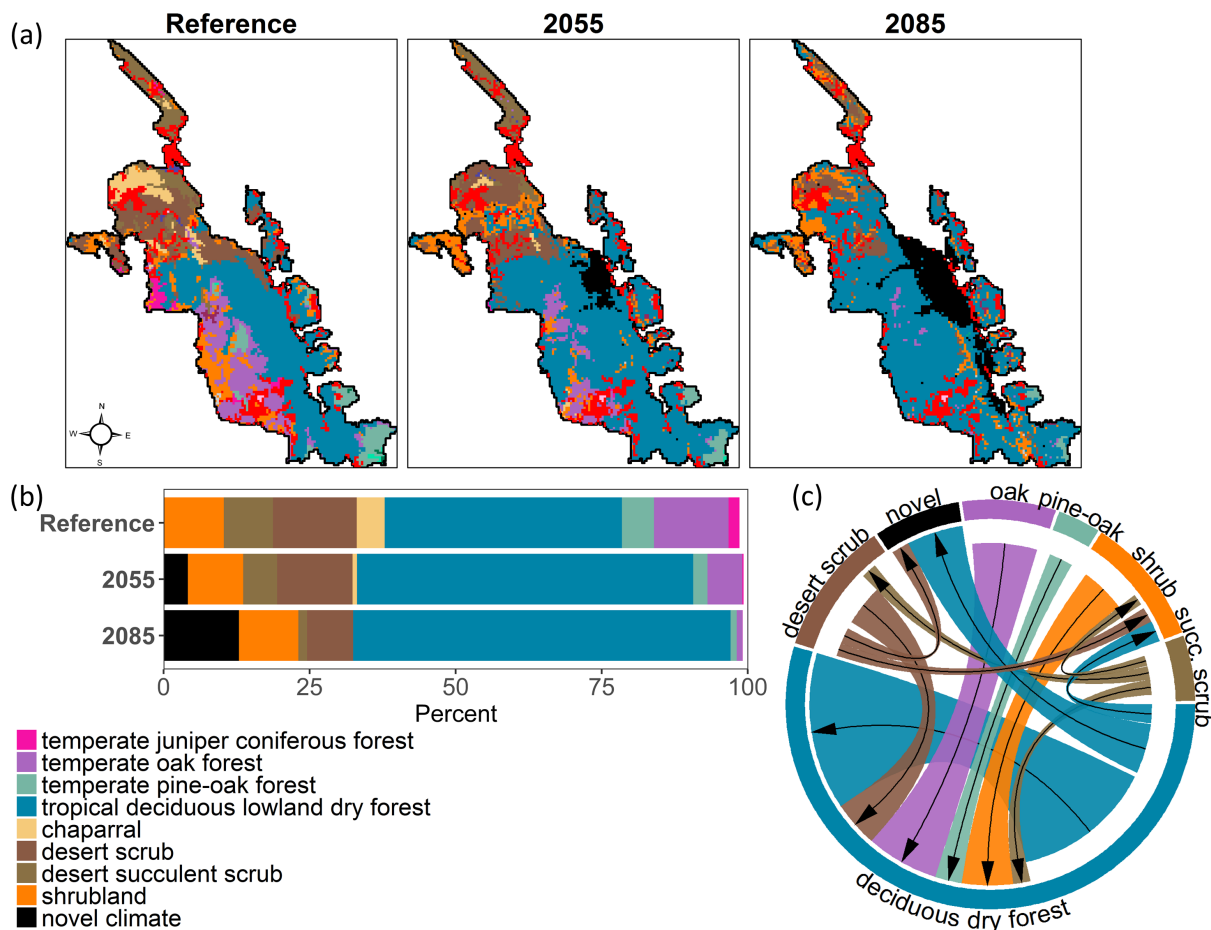 (a)
Reference
2055
2085
N
W
E
S
(b)
Reference
2055
2085
0
25
50
75
100
Percent
temperate juniper coniferous forest
temperate oak forest
temperate pine-oak forest
tropical deciduous lowland dry forest
chaparral
desert scrub
desert succulent scrub
shrubland
novel climate
(c)
desert scrub
novel
oak
pine-oak
shrub
succ. scrub
deciduous dry forest